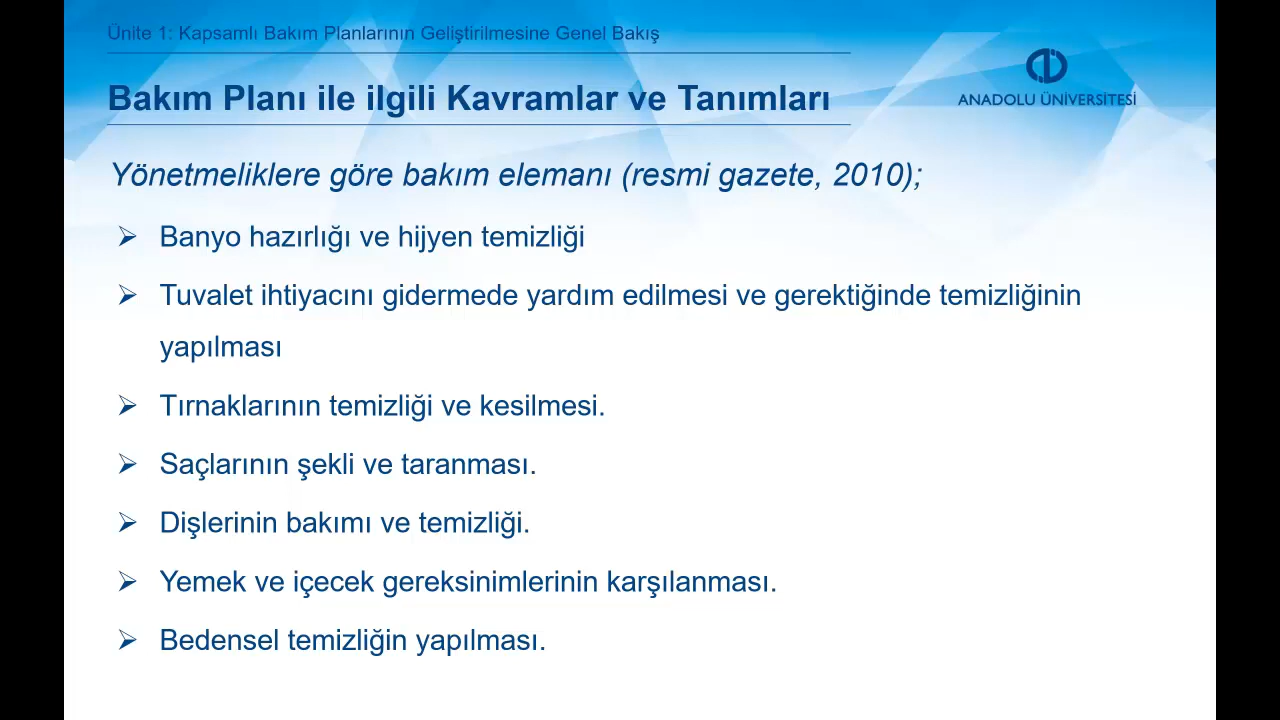 Ünite 1: Kapsamlı Bakım Planlarının Geliştirilmesine Genel Bakış
Bakım Planı ile ilgili Kavramlar ve Tanımları
ANADOLU ÜNİVERSİTESİ
Yönetmeliklere göre bakım elemanı (resmi gazete, 2010);
Banyo hazırlığı ve hijyen temizliği
Tuvalet ihtiyacını gidermede yardım edilmesi ve gerektiğinde temizliğinin
yapılması
Tırnaklarının temizliği ve kesilmesi.
Saçlarının şekli ve taranması.
Dişlerinin bakımı ve temizliği.
Yemek ve içecek gereksinimlerinin karşılanması.
Bedensel temizliğin yapılması.